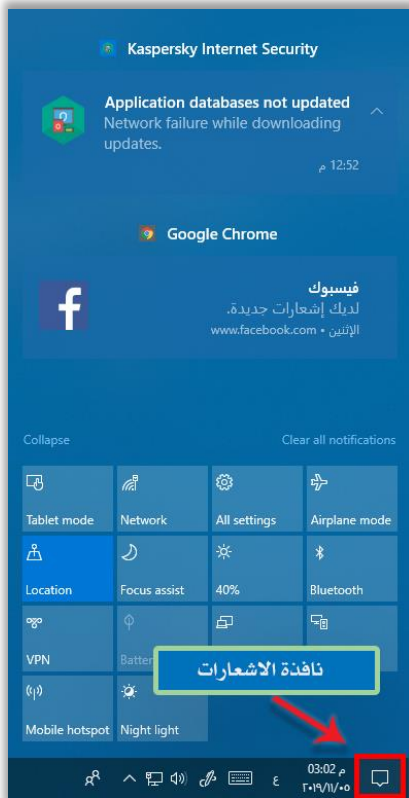 Kaspersky Internet Security
Application databases not updated
Network failure while downloading
updates.
12:52 م
Google Chrome
فيسبوك
لديك إشعارات جديدة.
الإثنين • www.facebook.com
Collapse
Clear all notifications
Tablet mode
Network
All settings
Airplane mode
Location
Focus assist
40%
Bluetooth
VPN
نافذة الاشعارات
Mobile hotspot
Night light
ع
03:02 م
٢٠١٩/١١/٠٥